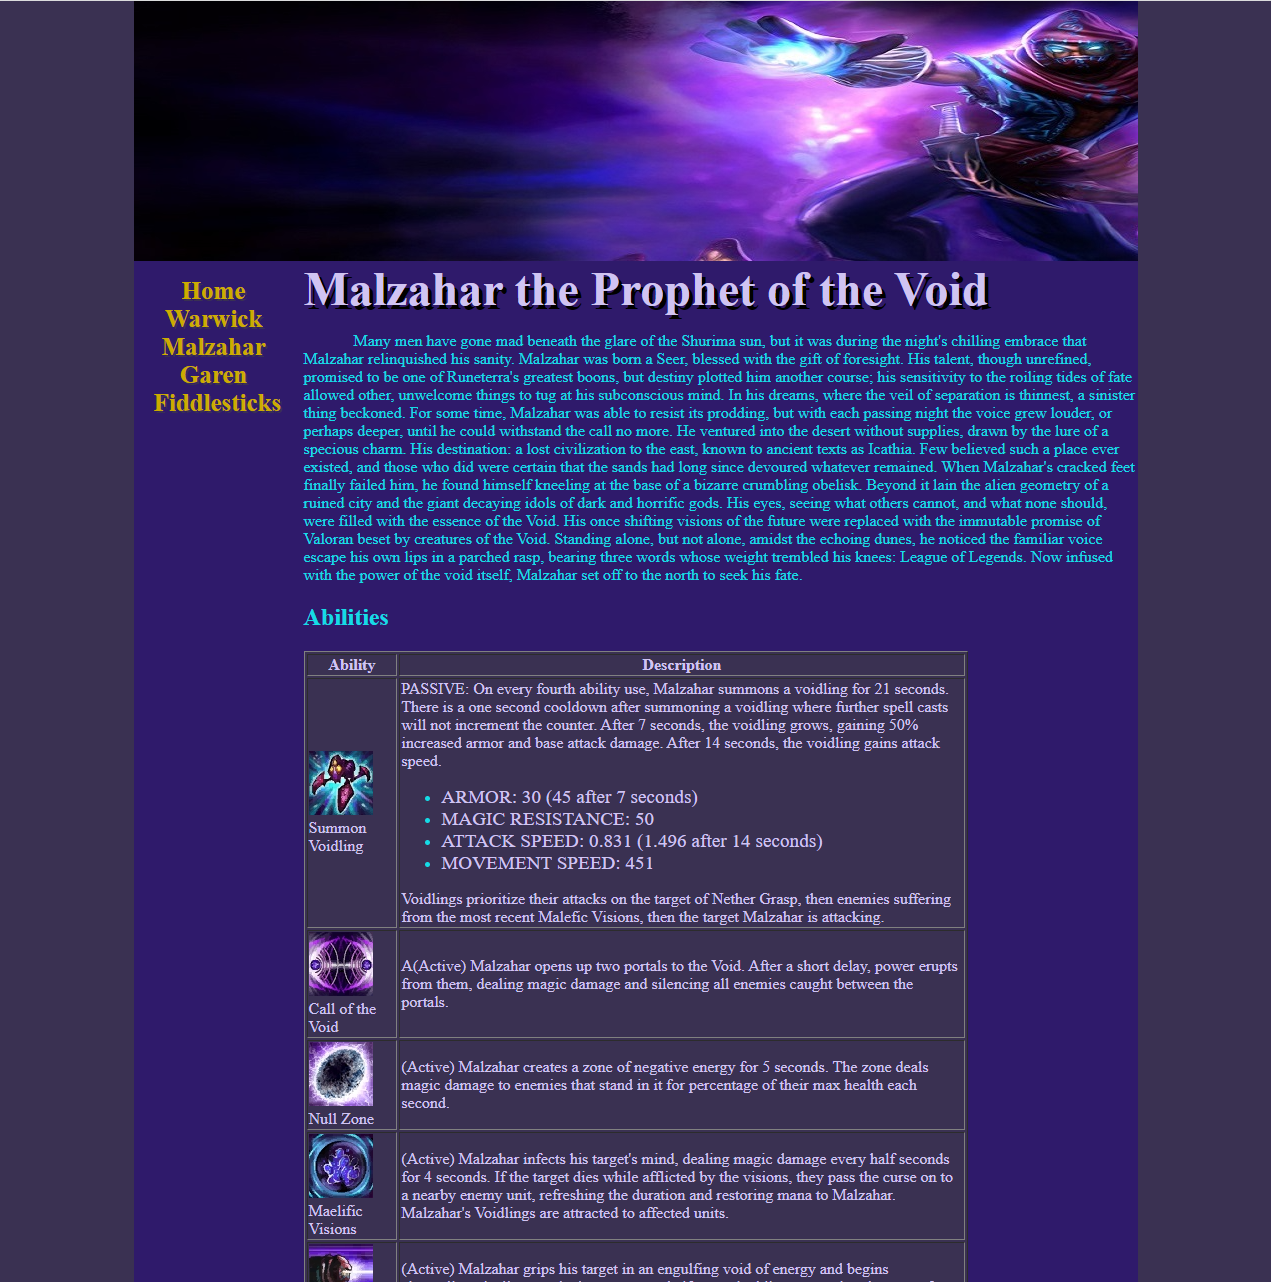 Home
Warwick
Malzahar
Garen
Fiddlesticks
Malzahar the Prophet of the Void
Many men have gone mad beneath the glare of the Shurima sun, but it was during the night's chilling embrace that
Malzahar relinquished his sanity. Malzahar was born a Seer, blessed with the gift of foresight. His talent, though unrefined,
promised to be one of Runeterra's greatest boons, but destiny plotted him another course; his sensitivity to the roiling tides of fate
allowed other, unwelcome things to tug at his subconscious mind. In his dreams, where the veil of separation is thinnest, a sinister
thing beckoned. For some time, Malzahar was able to resist its prodding, but with each passing night the voice grew louder, or
perhaps deeper, until he could withstand the call no more. He ventured into the desert without supplies, drawn by the lure of a
specious charm. His destination: a lost civilization to the east, known to ancient texts as Icathia. Few believed such a place ever
existed, and those who did were certain that the sands had long since devoured whatever remained. When Malzahar's cracked feet
finally failed him, he found himself kneeling at the base of a bizarre crumbling obelisk. Beyond it lain the alien geometry of a
ruined city and the giant decaying idols of dark and horrific gods. His eyes, seeing what others cannot, and what none should,
were filled with the essence of the Void. His once shifting visions of the future were replaced with the immutable promise of
Valoran beset by creatures of the Void. Standing alone, but not alone, amidst the echoing dunes, he noticed the familiar voice
escape his own lips in a parched rasp, bearing three words whose weight trembled his knees: League of Legends. Now infused
with the power of the void itself, Malzahar set off to the north to seek his fate.
Abilities
Ability
Description
Summon
Voidling
PASSIVE: On every fourth ability use, Malzahar summons a voidling for 21 seconds.
There is a one second cooldown after summoning a voidling where further spell casts
will not increment the counter. After 7 seconds, the voidling grows, gaining 50%
increased armor and base attack damage. After 14 seconds, the voidling gains attack
speed.
ARMOR: 30 (45 after 7 seconds)
MAGIC RESISTANCE: 50
ATTACK SPEED: 0.831 (1.496 after 14 seconds)
MOVEMENT SPEED: 451
Voidlings prioritize their attacks on the target of Nether Grasp, then enemies suffering
from the most recent Malefic Visions, then the target Malzahar is attacking.
Call of the
Void
A(Active) Malzahar opens up two portals to the Void. After a short delay, power erupts
from them, dealing magic damage and silencing all enemies caught between the
portals.
Null Zone
(Active) Malzahar creates a zone of negative energy for 5 seconds. The zone deals
magic damage to enemies that stand in it for percentage of their max health each
second.
Maelific
Visions
(Active) Malzahar infects his target's mind, dealing magic damage every half seconds
for 4 seconds. If the target dies while afflicted by the visions, they pass the curse on to
a nearby enemy unit, refreshing the duration and restoring mana to Malzahar.
Malzahar's Voidlings are attracted to affected units.
(Active) Malzahar grips his target in an engulfing void of energy and begins